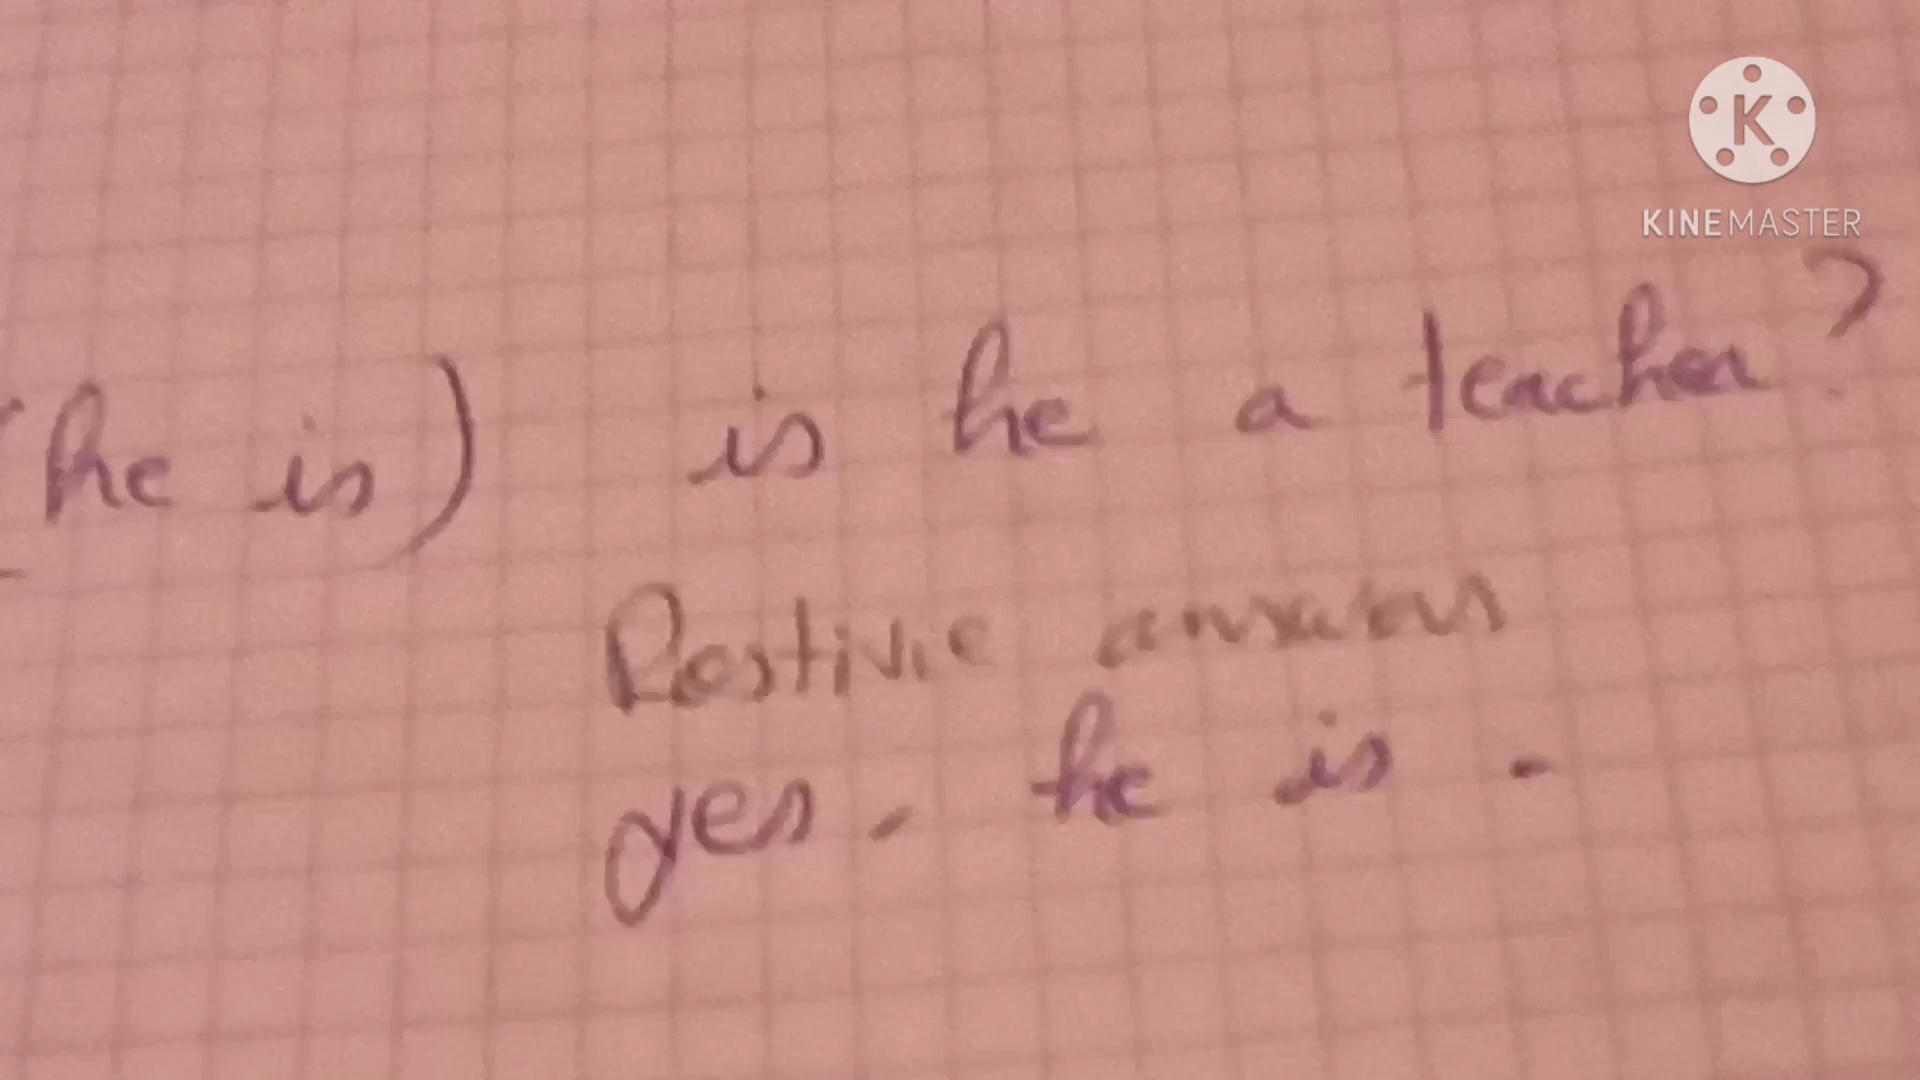 K
KINEMASTER
(he is) is he a teacher?
Postivie answers
yes, he is.